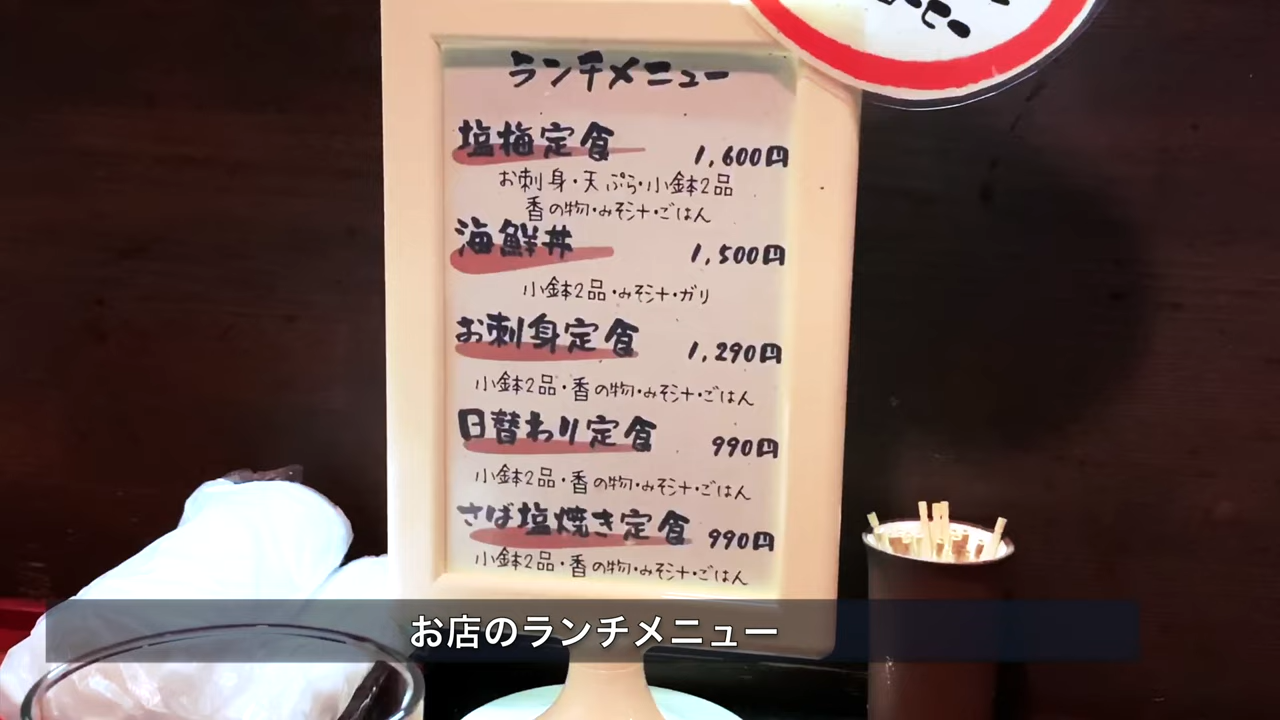 ーヒー
ランチメニュー
塩梅定食 1,600円
お刺身・天ぷら・小鉢2品
香の物・みそ汁・ごはん
海鮮丼 1,500円
小鉢2品・みそ汁・ガリ
お刺身定食 1,290円
小鉢2品・香の物・みそ汁・ごはん
日替わり定食 990円
小鉢2品・香の物・みそ汁・ごはん
さば塩焼き定食 990円
小鉢2品・香の物・みそ汁・ごはん
お店のランチメニュー